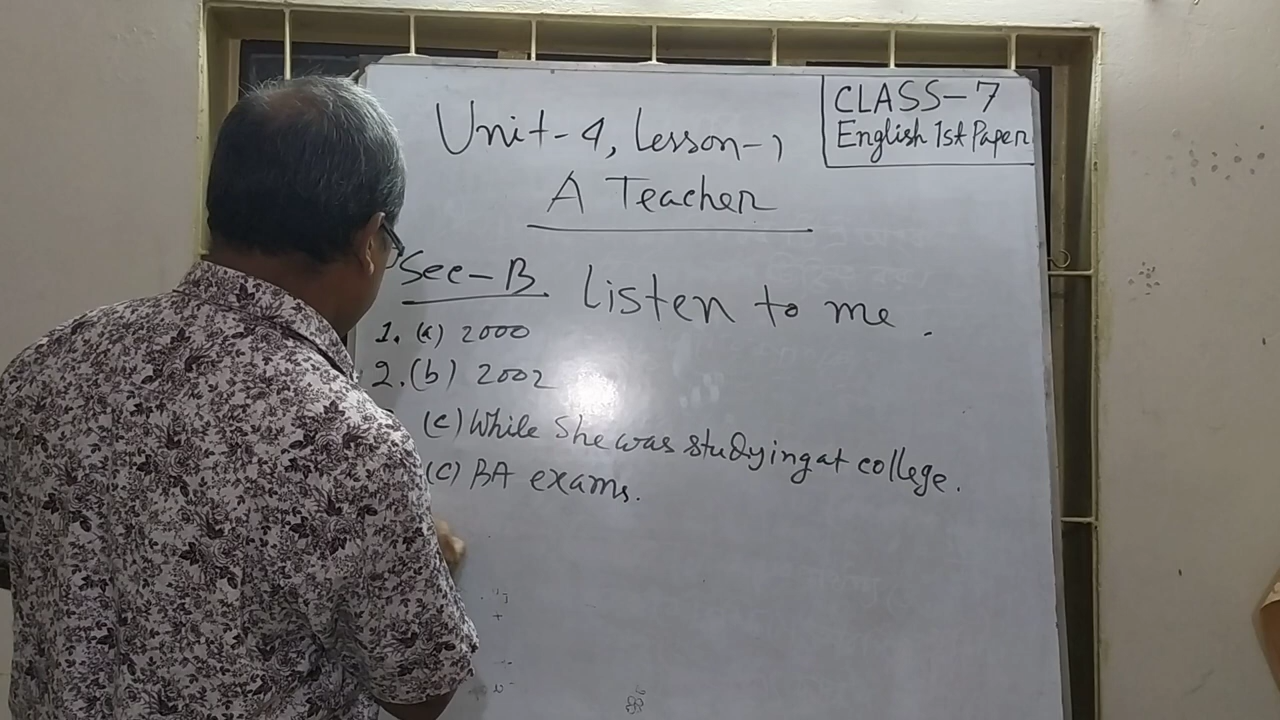 CLASS-7
English 1st Paper
Unit-4, Lesson-1
A Teacher
Sec-B Listen to me.
1. (a) 2000
2. (b) 2002
(c) While She was studying at college.
(c) BA exams.